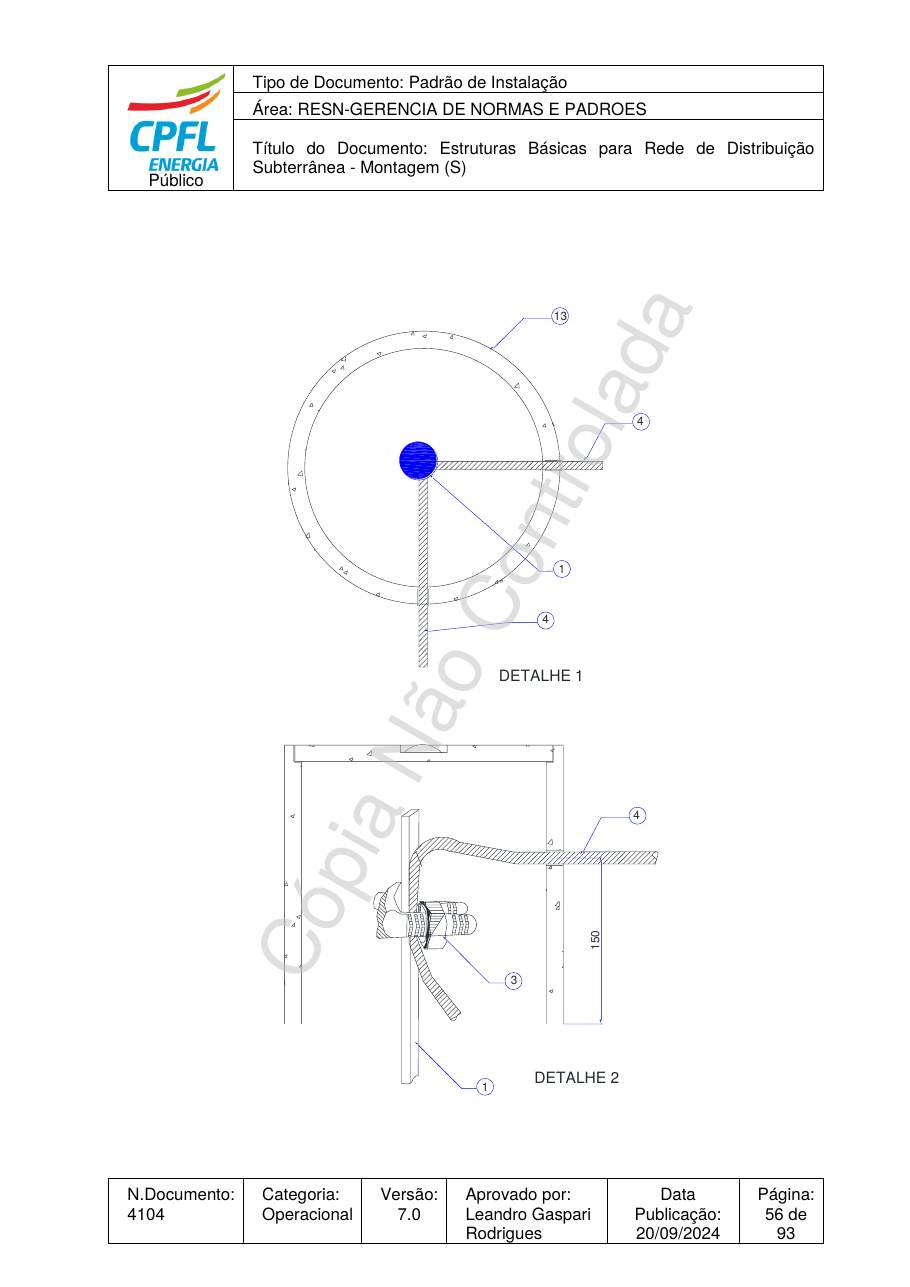 Tipo de Documento: Padrão de Instalação
Área: RESN-GERENCIA DE NORMAS E PADROES
CPFL
ENERGIA
Público
Título do Documento: Estruturas Básicas para Rede de Distribuição
Subterrânea - Montagem (S)
13
4
1
4
DETALHE 1
Cópia Não Controlada
4
150
3
1
DETALHE 2
N.Documento:
4104
Categoria:
Operacional
Versão:
7.0
Aprovado por:
Leandro Gaspari
Rodrigues
Data
Publicação:
20/09/2024
Página:
56 de
93